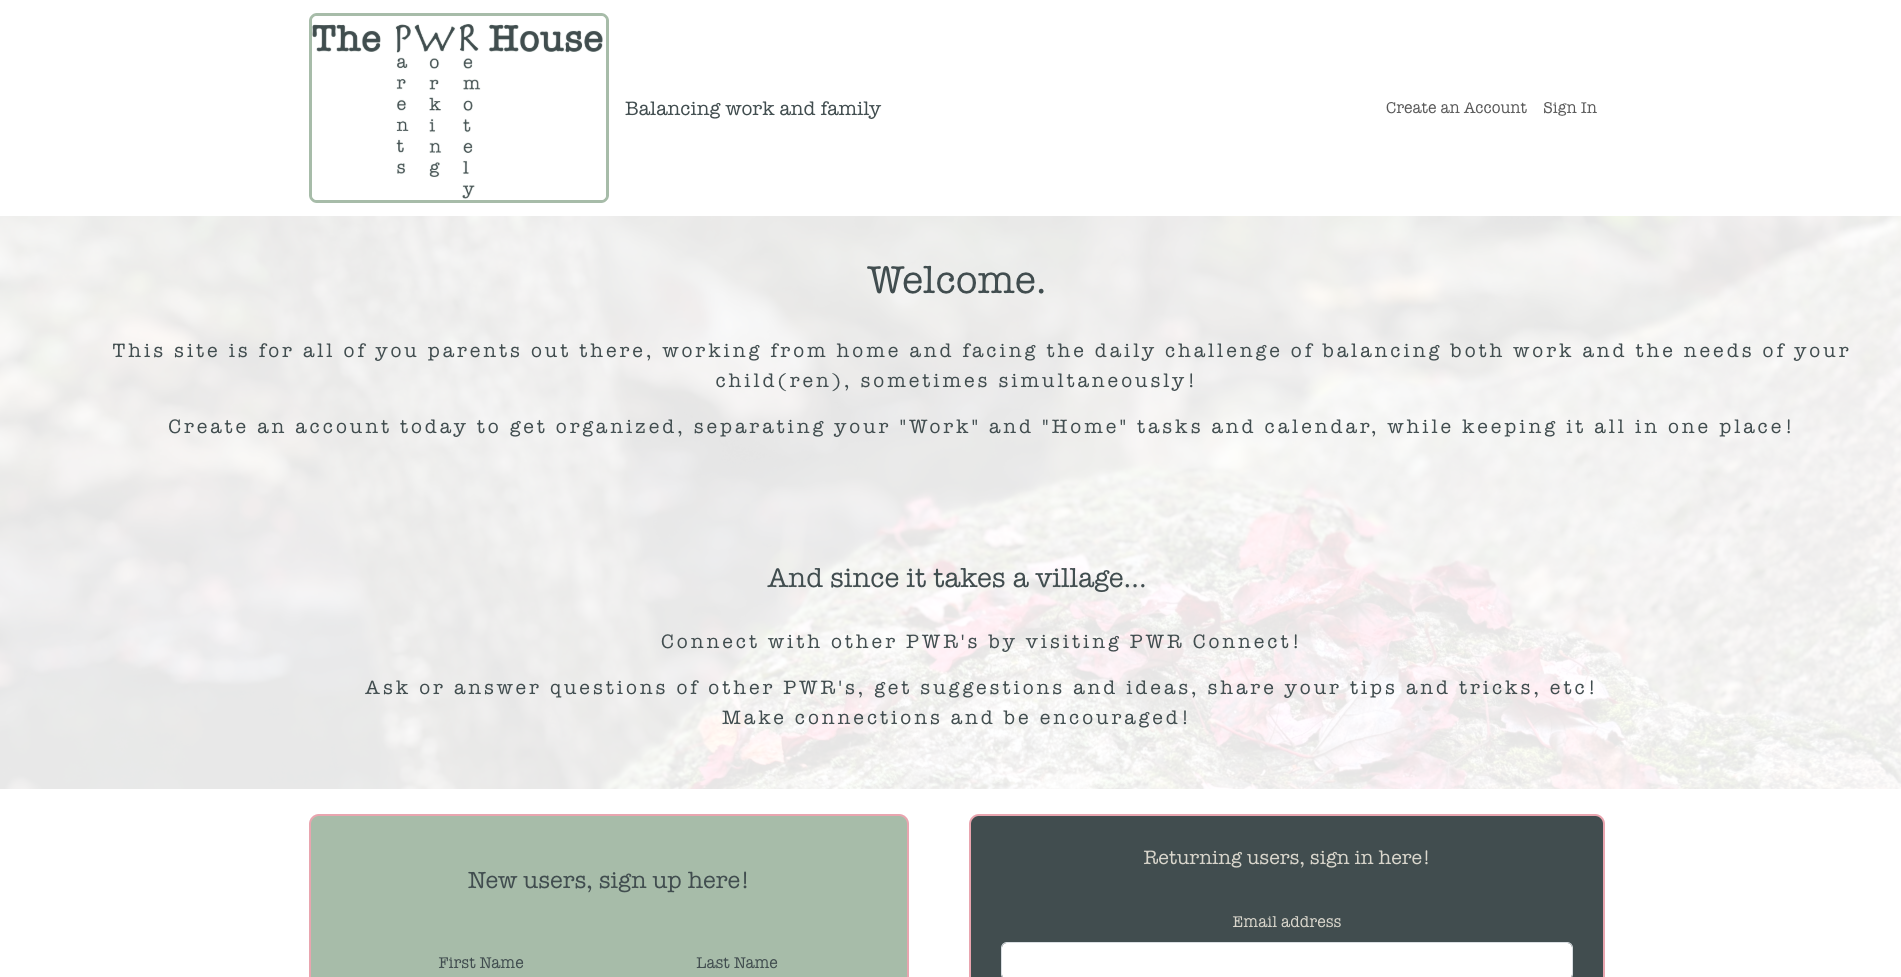 The PWR House
arents
orking
emotely
Balancing work and family
Create an Account Sign In
Welcome.
This site is for all of you parents out there, working from home and facing the daily challenge of balancing both work and the needs of your
child(ren), sometimes simultaneously!
Create an account today to get organized, separating your "Work" and "Home" tasks and calendar, while keeping it all in one place!
And since it takes a village...
Connect with other PWR's by visiting PWR Connect!
Ask or answer questions of other PWR's, get suggestions and ideas, share your tips and tricks, etc!
Make connections and be encouraged!
New users, sign up here!
First Name Last Name
Returning users, sign in here!
Email address